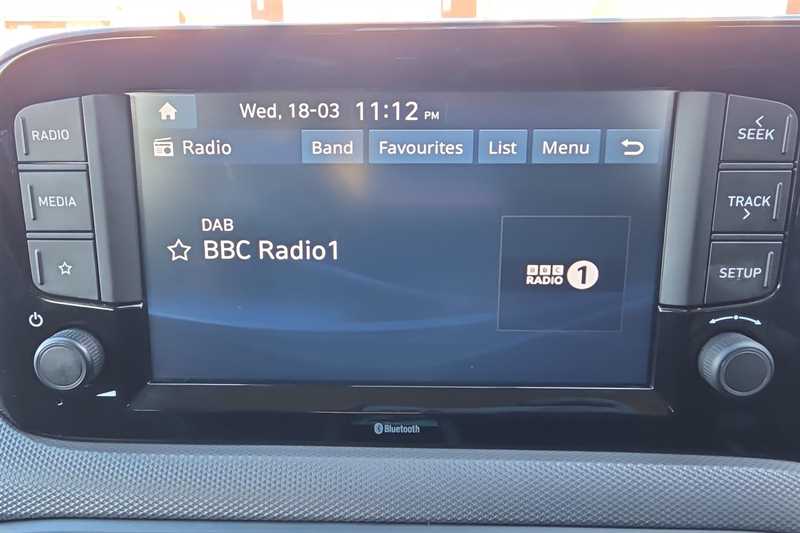 Wed, 18-03 11:12 PM
Radio Band Favourites List Menu
DAB
BBC Radio1
BBC
RADIO 1
RADIO
MEDIA
SEEK
TRACK
SETUP
Bluetooth